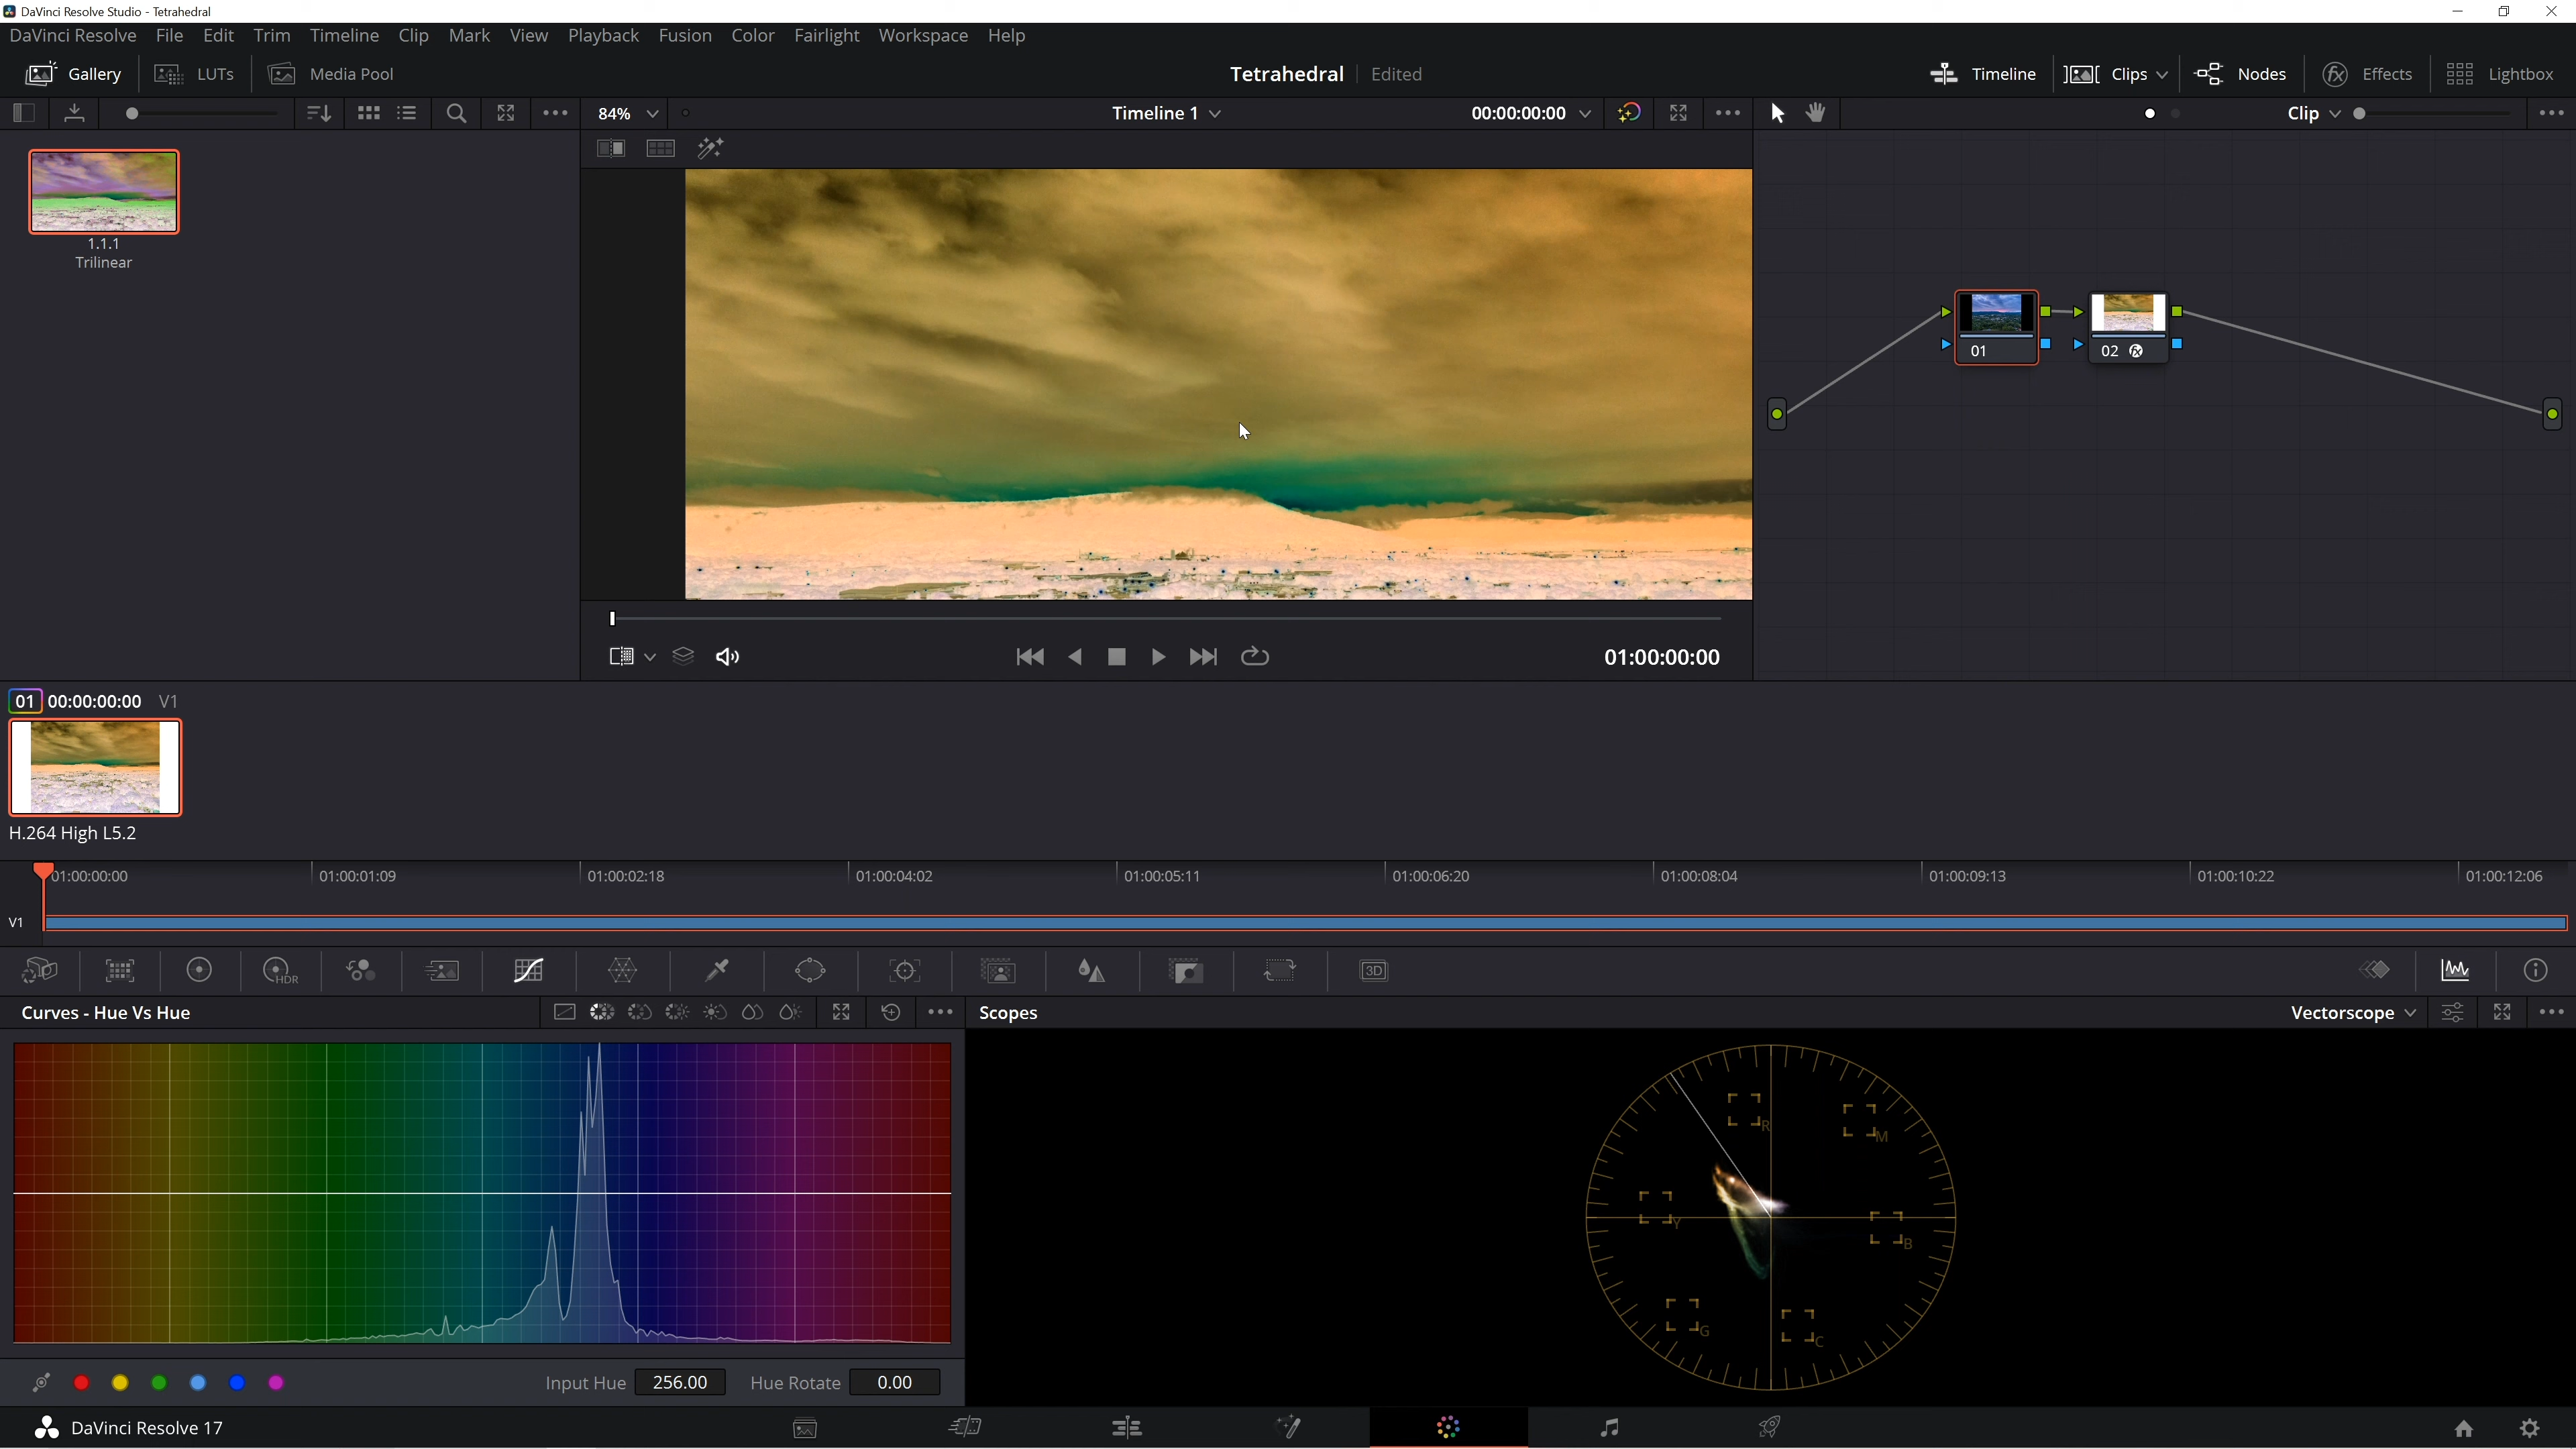 DaVinci Resolve Studio - Tetrahedral
DaVinci Resolve File Edit Trim Timeline Clip Mark View Playback Fusion Color Fairlight Workspace Help
Gallery LUTs Media Pool Tetrahedral Edited Timeline Clips Nodes Effects Lightbox
84% Timeline 1 00:00:00:00 Clip
1.1.1
Trilinear
01 02
01:00:00:00
01 00:00:00:00 V1
H.264 High L5.2
01:00:00:00 01:00:01:09 01:00:02:18 01:00:04:02 01:00:05:11 01:00:06:20 01:00:08:04 01:00:09:13 01:00:10:22 01:00:12:06
V1
HDR 3D
Curves - Hue Vs Hue Scopes Vectorscope
R
M
Y
B
G
C
Input Hue 256.00 Hue Rotate 0.00
DaVinci Resolve 17